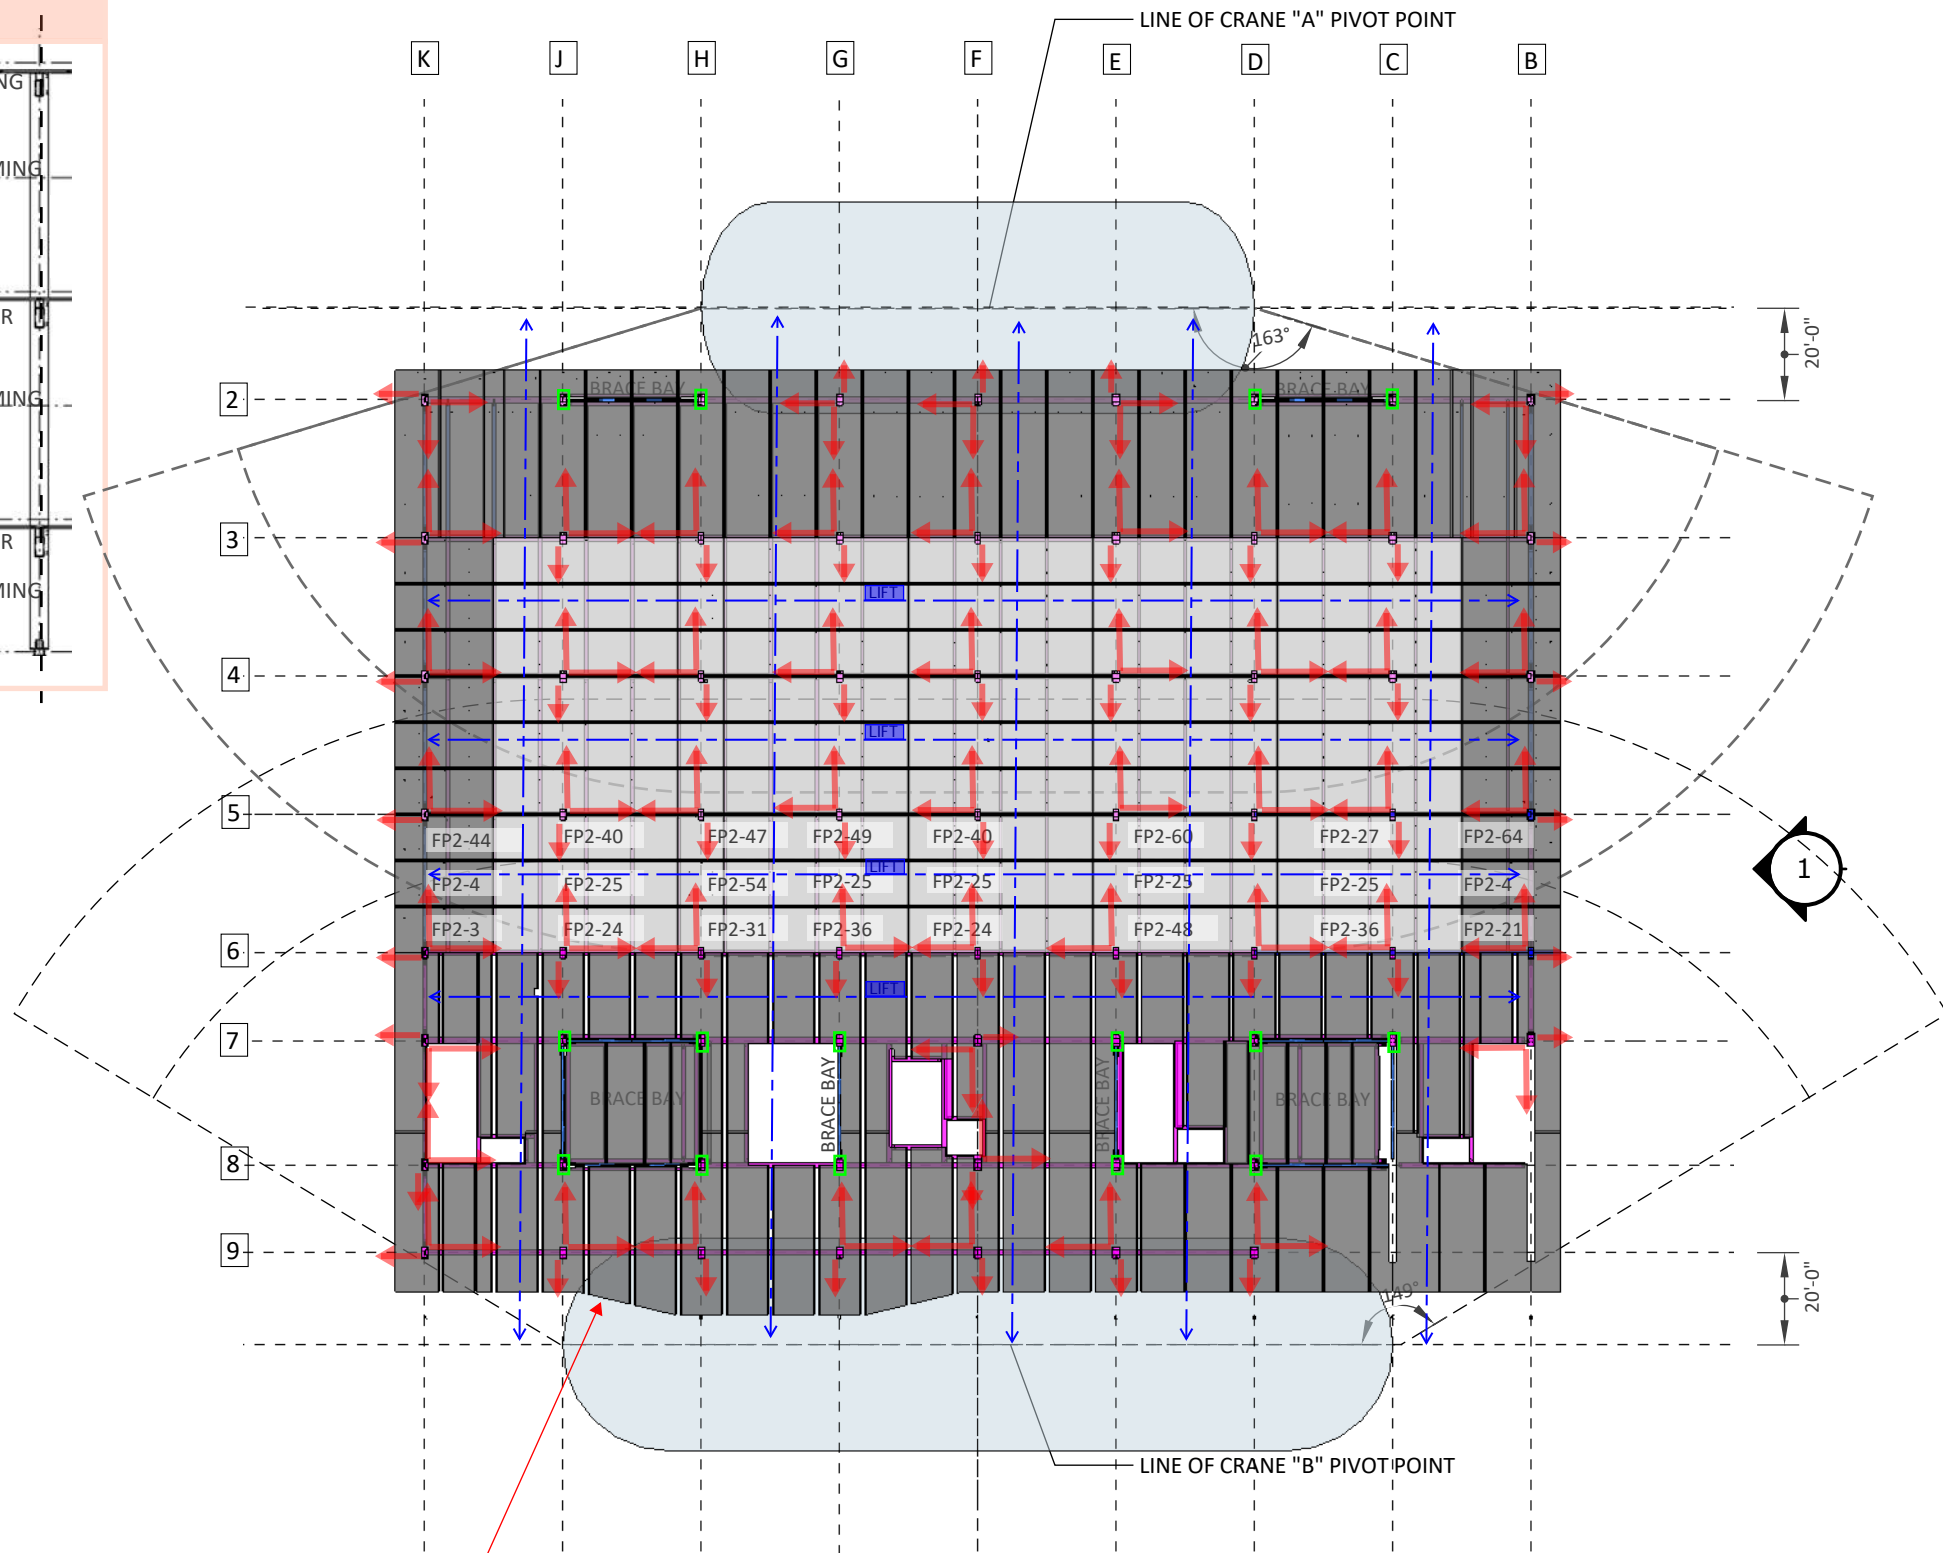 LINE OF CRANE "A" PIVOT POINT
K J H G F E D C B
NG
MING
R
MING
R
MING
163°
20'-0"
BRACE BAY BRACE BAY
2
3
LIFT
4
LIFT
5
FP2-44 FP2-40 FP2-47 FP2-49 FP2-40 FP2-60 FP2-27 FP2-64
LIFT
1
FP2-4 FP2-25 FP2-54 FP2-25 FP2-25 FP2-25 FP2-25 FP2-4
FP2-3 FP2-24 FP2-31 FP2-36 FP2-24 FP2-48 FP2-36 FP2-21
6
LIFT
7
BRACE BAY BRACE BAY BRACE BAY BRACE BAY
8
9
149°
20'-0"
LINE OF CRANE "B" PIVOT POINT